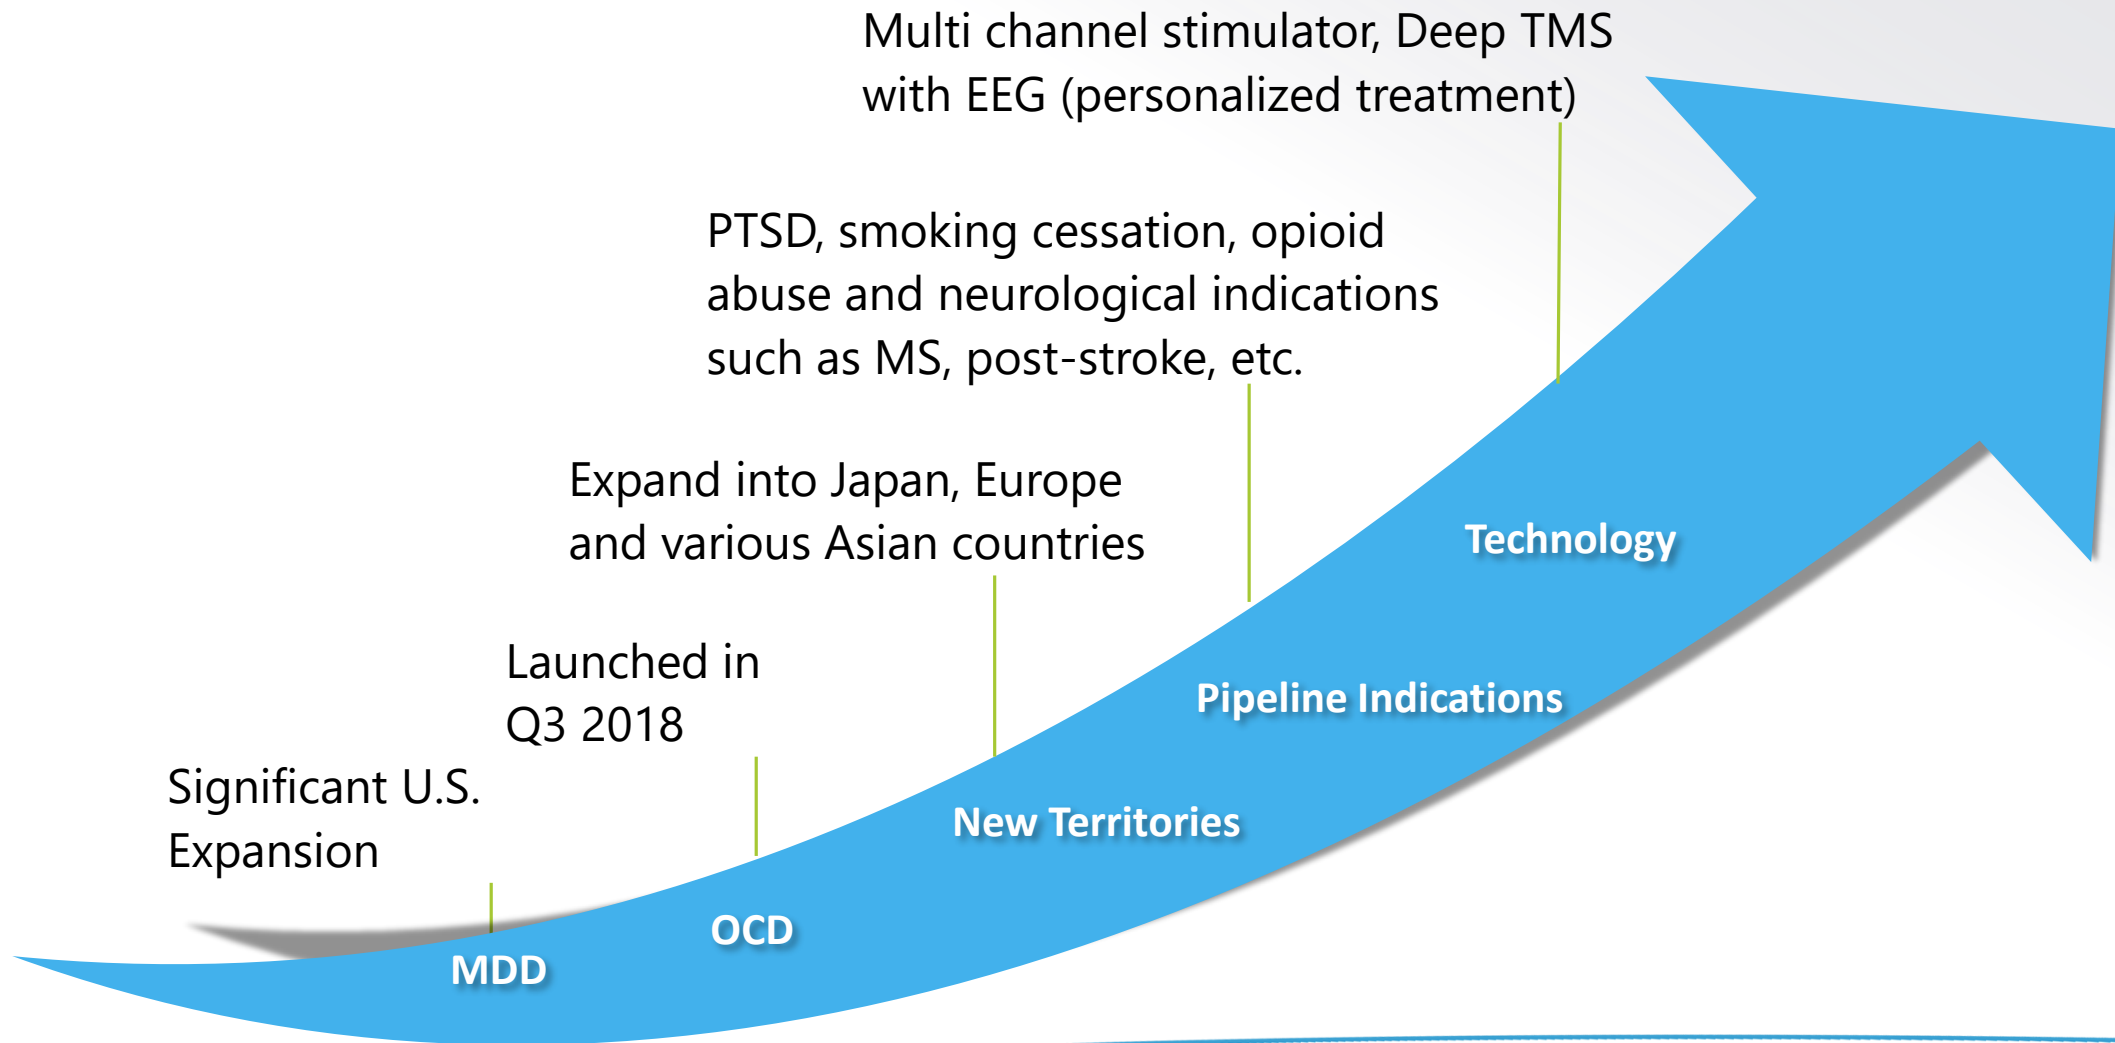 Multi channel stimulator, Deep TMS
with EEG (personalized treatment)
PTSD, smoking cessation, opioid
abuse and neurological indications
such as MS, post-stroke, etc.
Expand into Japan, Europe
and various Asian countries
Technology
Launched in
Q3 2018
Pipeline Indications
Significant U.S.
Expansion
New Territories
OCD
MDD